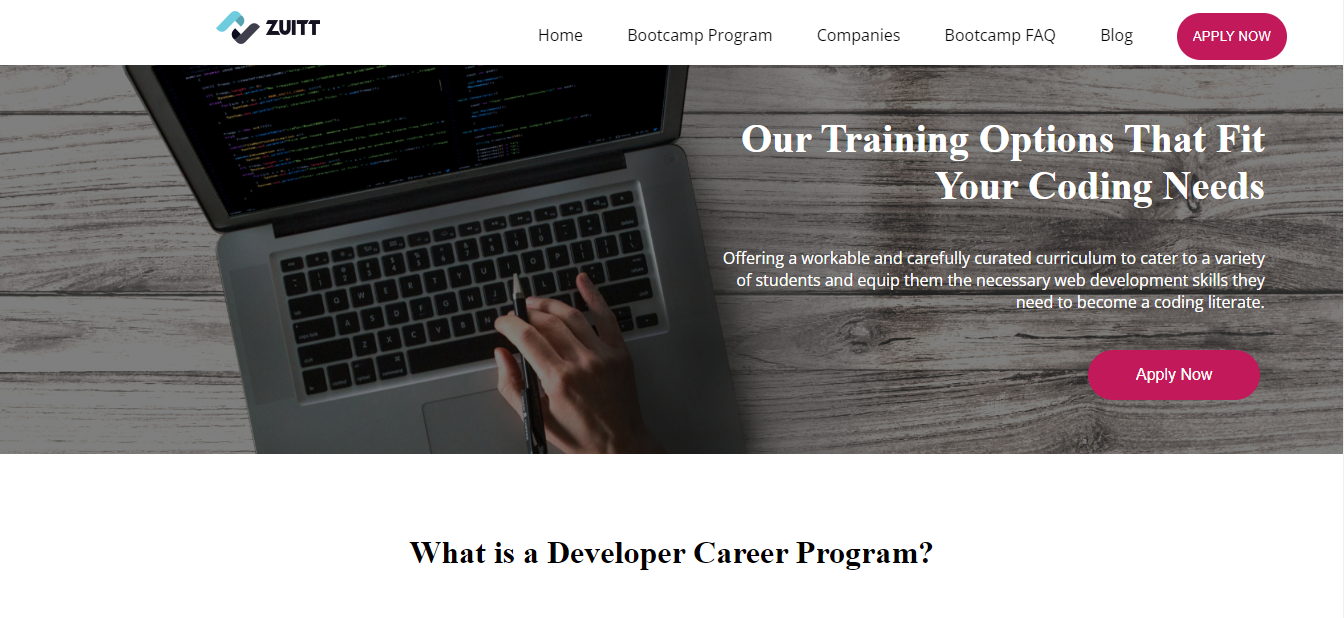 ZUITT
Home
Bootcamp Program
Companies
Bootcamp FAQ
Blog
APPLY NOW
Our Training Options That Fit
Your Coding Needs
Offering a workable and carefully curated curriculum to cater to a variety
of students and equip them the necessary web development skills they
need to become a coding literate.
Apply Now
What is a Developer Career Program?